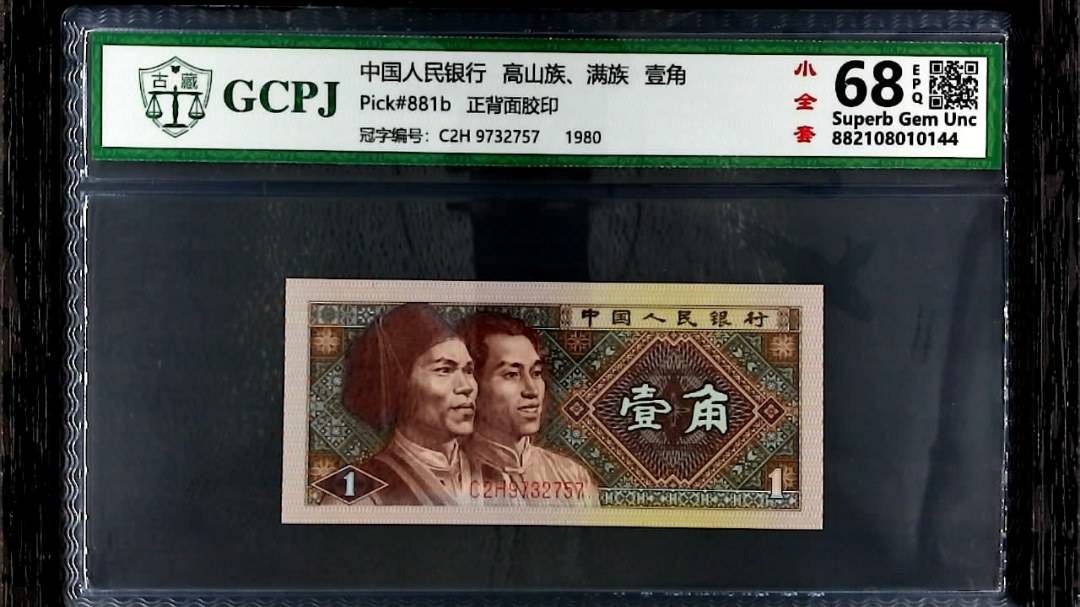 古藏
GCPJ
中国人民银行 高山族、满族 壹角
Pick#881b 正背面胶印
冠字编号: C2H 9732757 1980
小全套
68 EPQ
Superb Gem Unc
882108010144
中国人民银行
壹角
C2H9732757
1
1